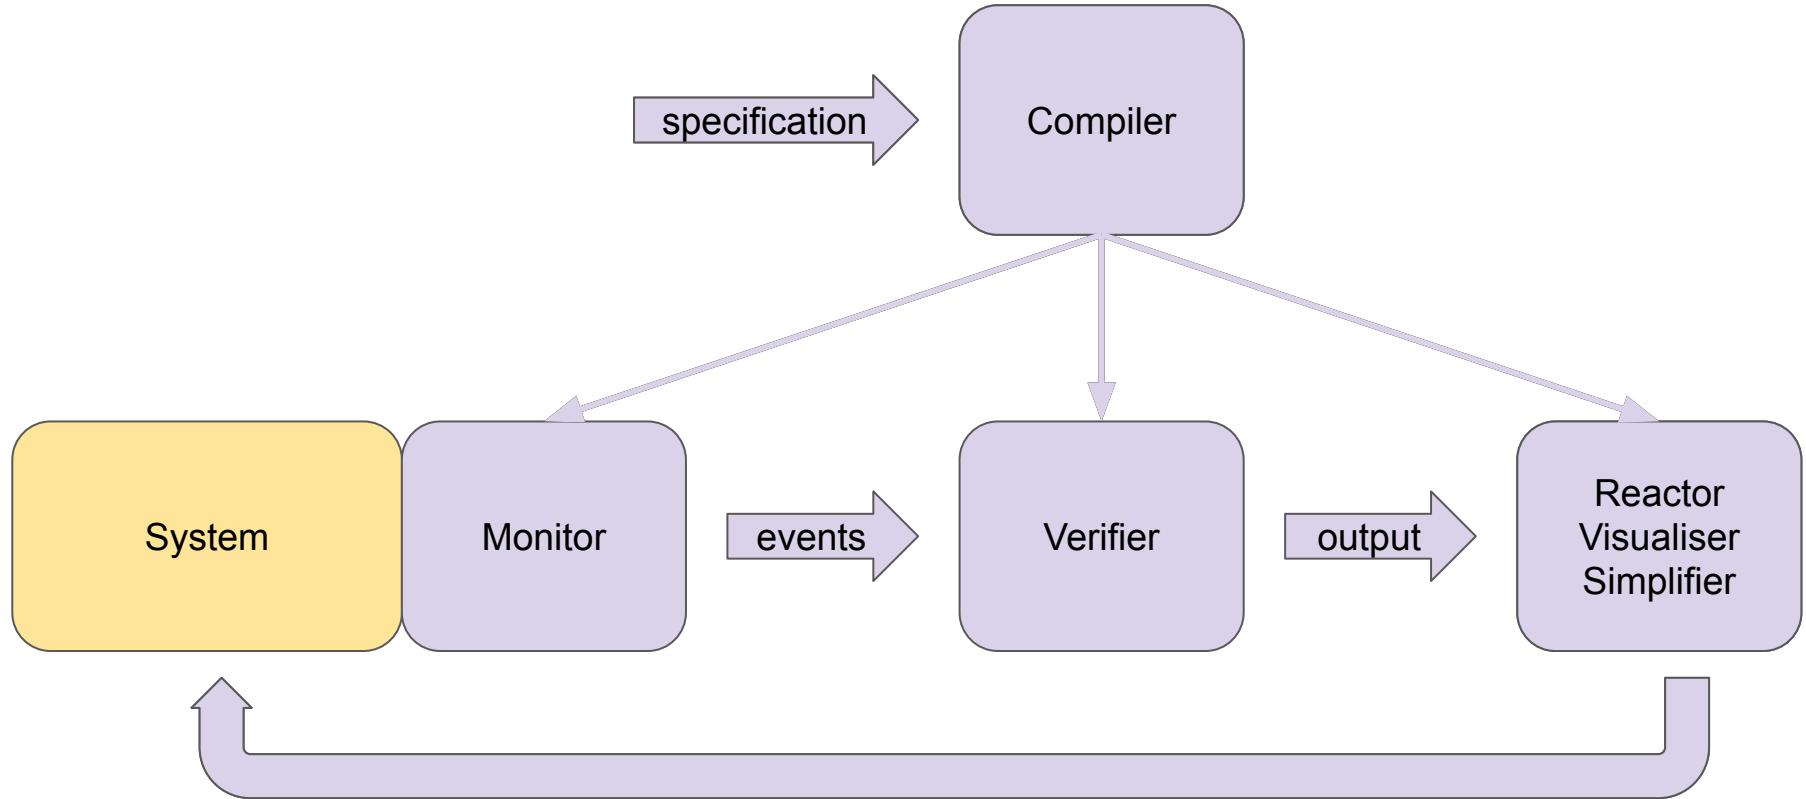 specification
Compiler
System
Monitor
events
Verifier
output
Reactor
Visualiser
Simplifier